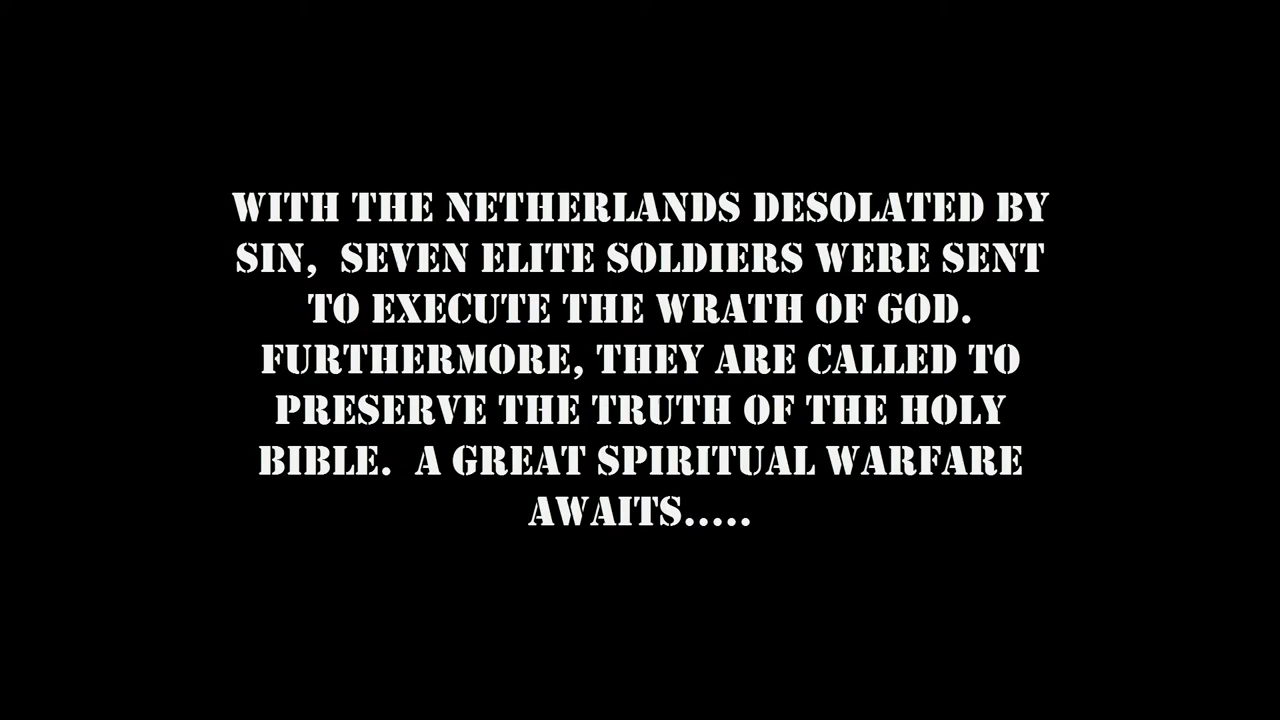 WITH THE NETHERLANDS DESOLATED BY
SIN,  SEVEN ELITE SOLDIERS WERE SENT
TO EXECUTE THE WRATH OF GOD.
FURTHERMORE, THEY ARE CALLED TO
PRESERVE THE TRUTH OF THE HOLY
BIBLE.  A GREAT SPIRITUAL WARFARE
AWAITS.....